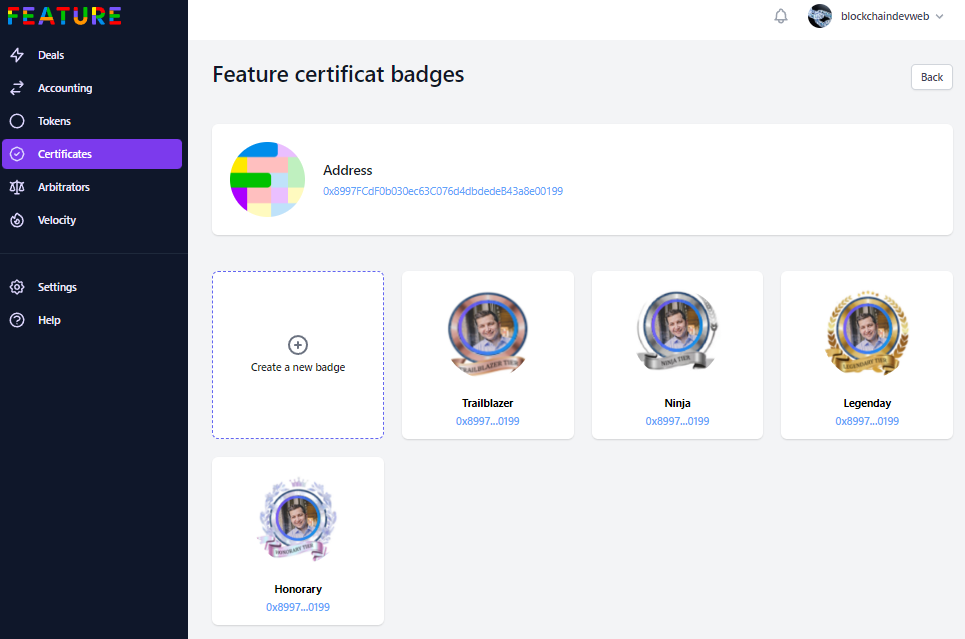 FEATURE
blockchaindevweb
Deals
Accounting
Tokens
Certificates
Arbitrators
Velocity
Settings
Help
Feature certificat badges
Back
Address
0x8997FCdF0b030ec63C076d4dbdedeB43a8e00199
Create a new badge
TRAILBLAZER TIER
Trailblazer
0x8997...0199
NINJA TIER
Ninja
0x8997...0199
LEGENDARY TIER
Legenday
0x8997...0199
HONORARY TIER
Honorary
0x8997...0199